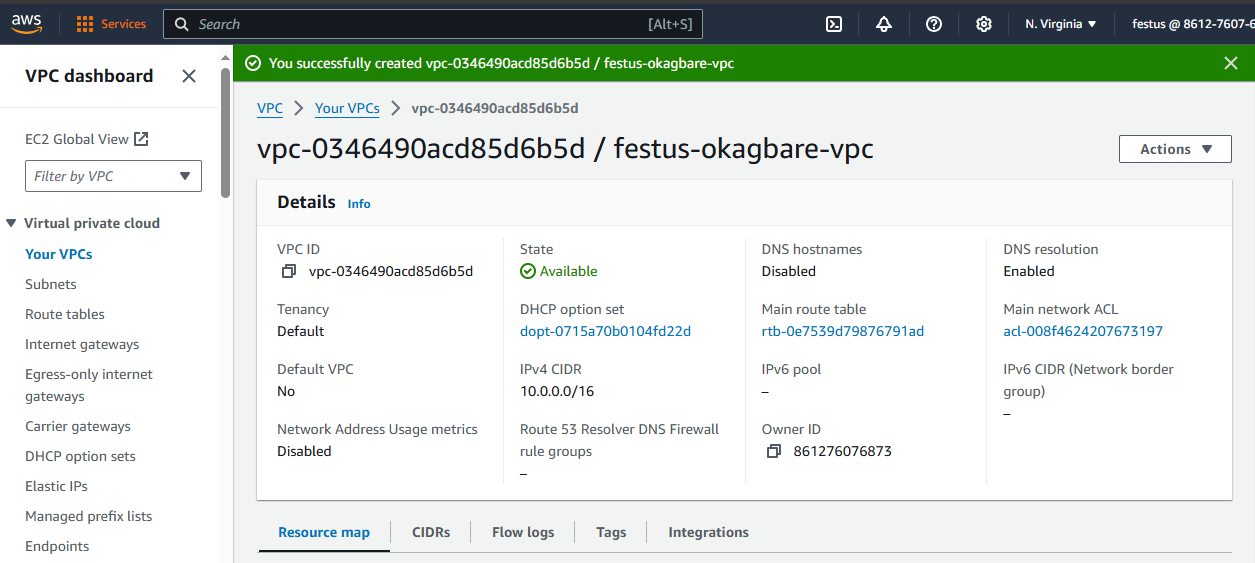 aws
Services
Search
[Alt+S]
N. Virginia
festus @ 8612-7607-6
VPC dashboard
EC2 Global View
Filter by VPC
Virtual private cloud
Your VPCs
Subnets
Route tables
Internet gateways
Egress-only internet
gateways
Carrier gateways
DHCP option sets
Elastic IPs
Managed prefix lists
Endpoints
You successfully created vpc-0346490acd85d6b5d / festus-okagbare-vpc
VPC
Your VPCs
vpc-0346490acd85d6b5d
vpc-0346490acd85d6b5d / festus-okagbare-vpc
Actions
Details
Info
VPC ID
vpc-0346490acd85d6b5d
State
Available
DNS hostnames
Disabled
DNS resolution
Enabled
Tenancy
Default
DHCP option set
dopt-0715a70b0104fd22d
Main route table
rtb-0e7539d79876791ad
Main network ACL
acl-008f4624207673197
Default VPC
No
IPv4 CIDR
10.0.0.0/16
IPv6 pool
–
IPv6 CIDR (Network border
group)
–
Network Address Usage metrics
Disabled
Route 53 Resolver DNS Firewall
rule groups
–
Owner ID
861276076873
Resource map
CIDRs
Flow logs
Tags
Integrations